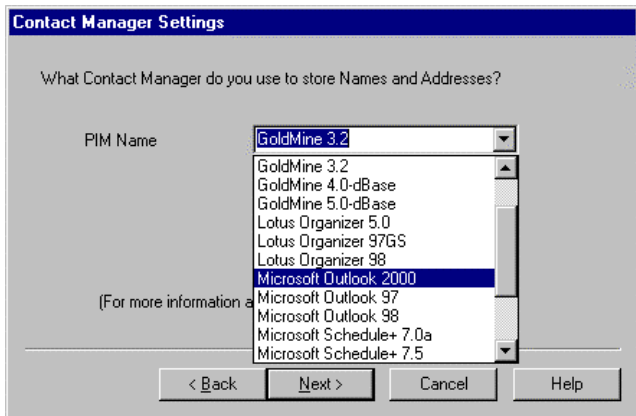 Contact Manager Settings
What Contact Manager do you use to store Names and Addresses?
PIM Name
GoldMine 3.2
GoldMine 3.2
GoldMine 4.0-dBase
GoldMine 5.0-dBase
Lotus Organizer 5.0
Lotus Organizer 97GS
Lotus Organizer 98
Microsoft Outlook 2000
(For more information a
Microsoft Outlook 97
Microsoft Outlook 98
Microsoft Schedule+ 7.0a
Microsoft Schedule+ 7.5
< Back
Next >
Cancel
Help